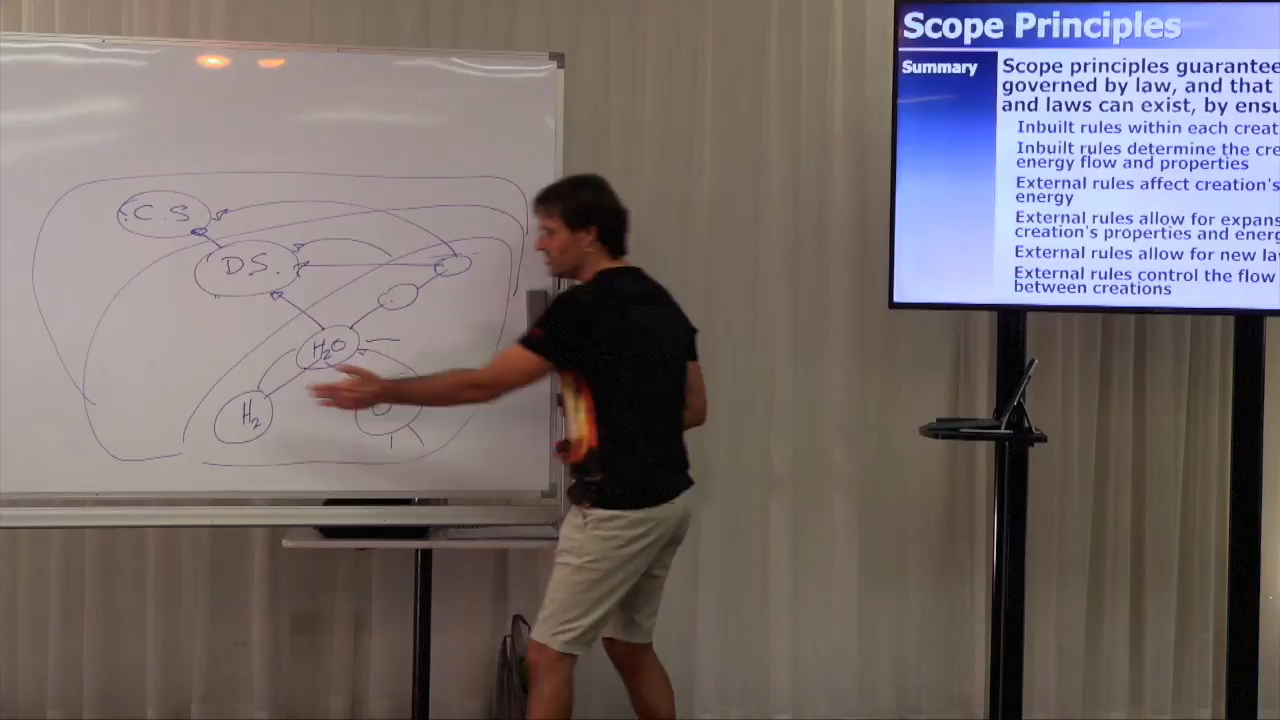 C.S
D.S.
H2O
H2
Scope Principles
Summary
Scope principles guarantee
governed by law, and that
and laws can exist, by ensu
Inbuilt rules within each creat
Inbuilt rules determine the cre
energy flow and properties
External rules affect creation's
energy
External rules allow for expans
creation's properties and energ
External rules allow for new la
External rules control the flow
between creations